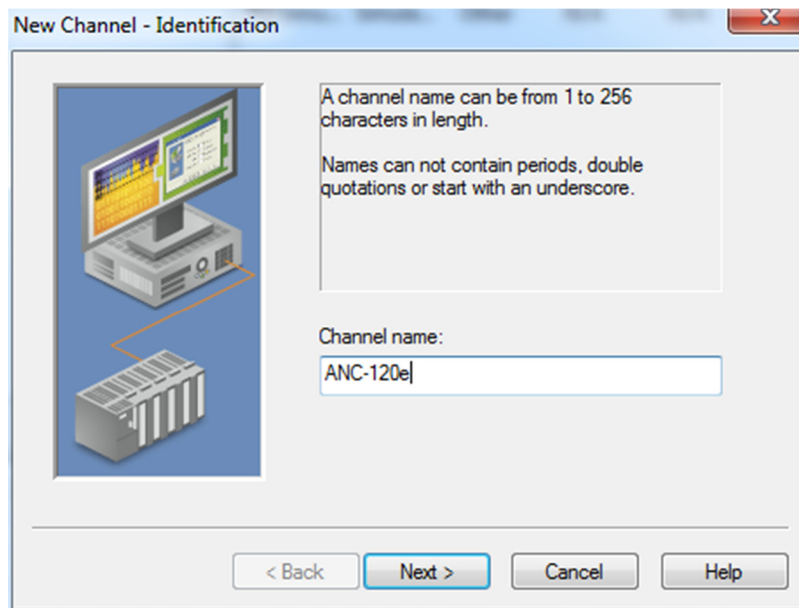 New Channel - Identification
A channel name can be from 1 to 256
characters in length.
Names can not contain periods, double
quotations or start with an underscore.
Channel name:
ANC-120e
< Back
Next >
Cancel
Help